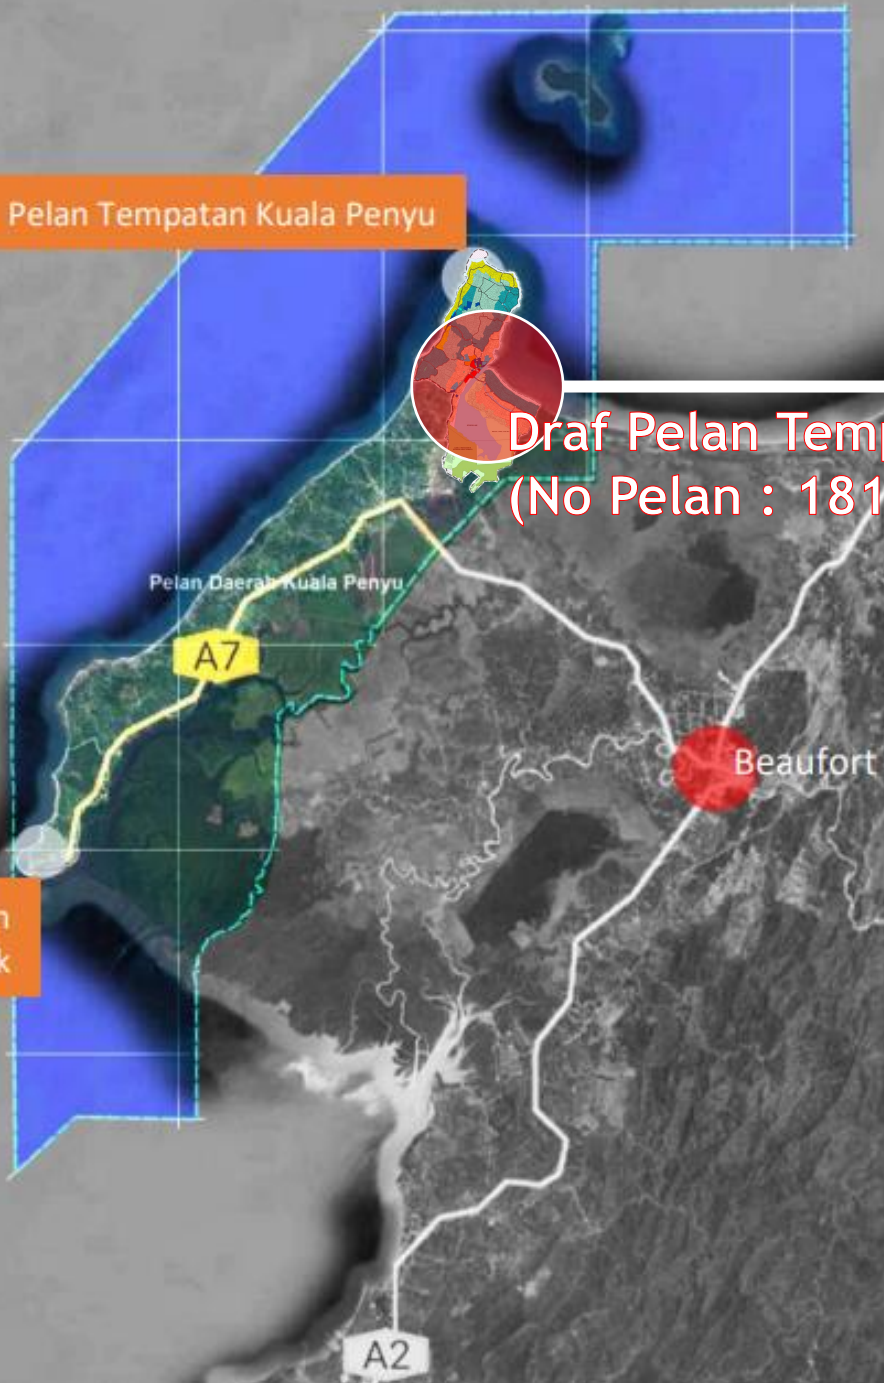 Pelan Tempatan Kuala Penyu
Draf Pelan Temp
(No Pelan : 181
Pelan Daerah Kuala Penyu
A7
Beaufort
n
k
A2